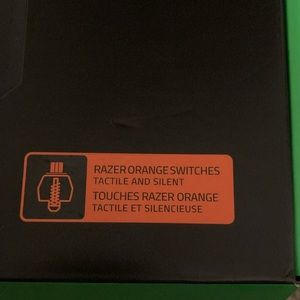 RAZER ORANGE SWITCHES
TACTILE AND SILENT
TOUCHES RAZER ORANGE
TACTILE ET SILENCIEUSE